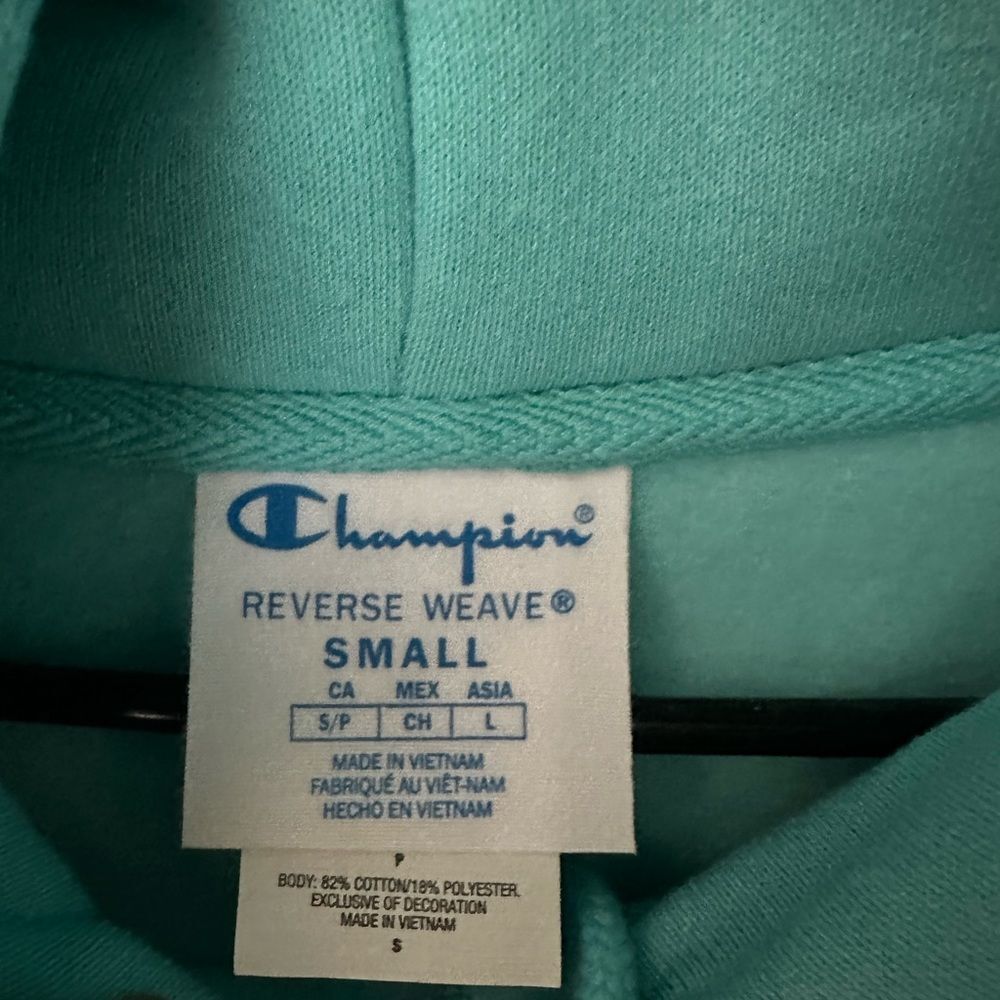 Champion®
REVERSE WEAVE®
SMALL
CA MEX ASIA
S/P CH L
MADE IN VIETNAM
FABRIQUÉ AU VIÊT-NAM
HECHO EN VIETNAM
P
BODY: 82% COTTON/18% POLYESTER.
EXCLUSIVE OF DECORATION
MADE IN VIETNAM
S